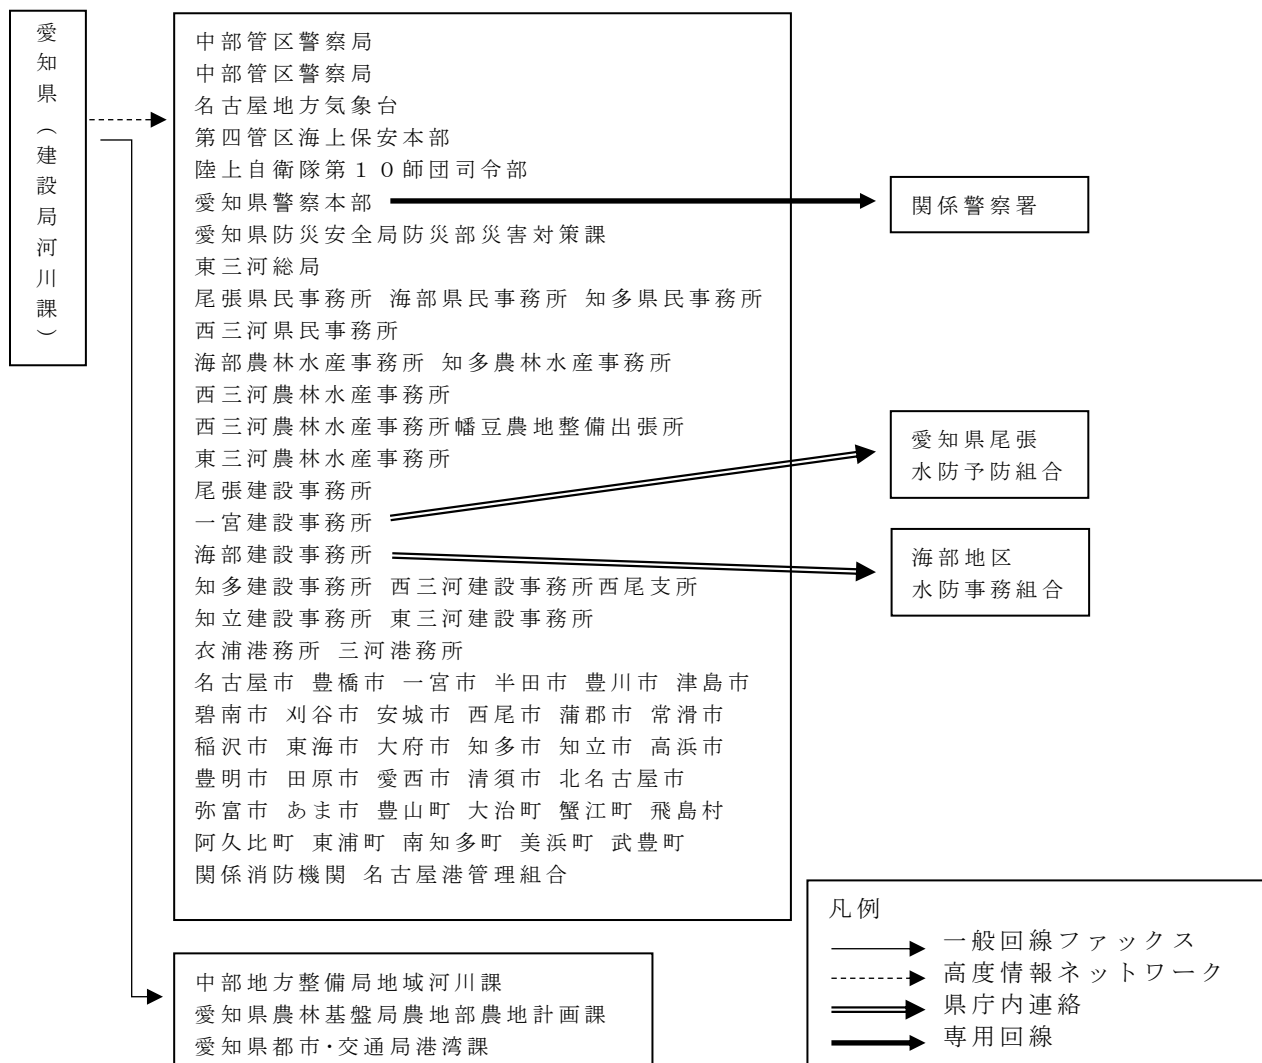 愛知県（建設局河川課）
中部管区警察局
中部管区警察局
名古屋地方気象台
第四管区海上保安本部
陸上自衛隊第１０師団司令部
愛知県警察本部
愛知県防災安全局防災部災害対策課
東三河総局
尾張県民事務所 海部県民事務所 知多県民事務所
西三河県民事務所
海部農林水産事務所 知多農林水産事務所
西三河農林水産事務所
西三河農林水産事務所幡豆農地整備出張所
東三河農林水産事務所
尾張建設事務所
一宮建設事務所
海部建設事務所
知多建設事務所 西三河建設事務所西尾支所
知立建設事務所 東三河建設事務所
衣浦港務所 三河港務所
名古屋市 豊橋市 一宮市 半田市 豊川市 津島市
碧南市 刈谷市 安城市 西尾市 蒲郡市 常滑市
稲沢市 東海市 大府市 知多市 知立市 高浜市
豊明市 田原市 愛西市 清須市 北名古屋市
弥富市 あま市 豊山町 大治町 蟹江町 飛島村
阿久比町 東浦町 南知多町 美浜町 武豊町
関係消防機関 名古屋港管理組合
関係警察署
愛知県尾張
水防予防組合
海部地区
水防事務組合
中部地方整備局地域河川課
愛知県農林基盤局農地部農地計画課
愛知県都市･交通局港湾課
凡例
一般回線ファックス
高度情報ネットワーク
県庁内連絡
専用回線